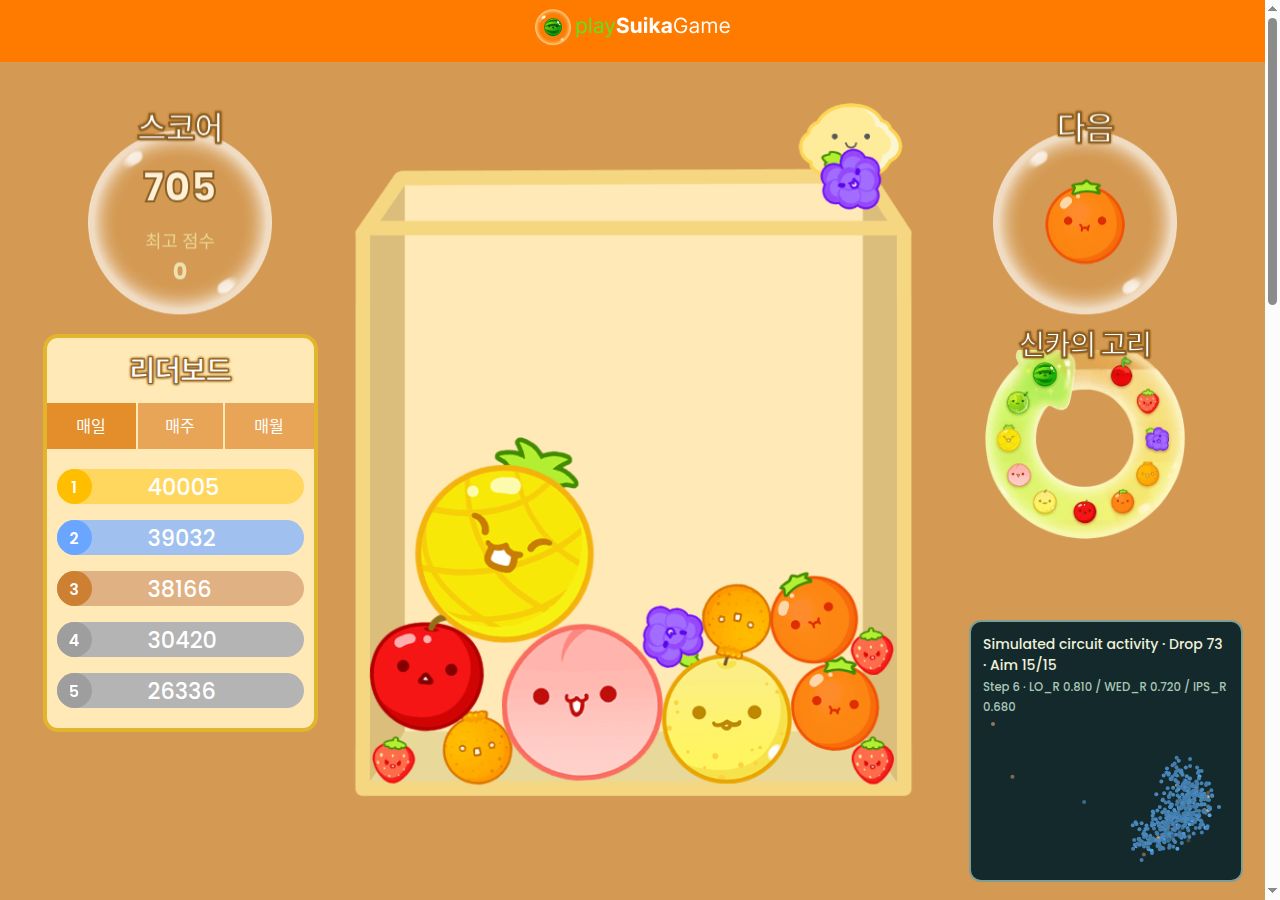 playSuikaGame
스코어
705
최고 점수
0
다음
리더보드
매일 매주 매월
1 40005
2 39032
3 38166
4 30420
5 26336
신카의 고리
Simulated circuit activity · Drop 73
· Aim 15/15
Step 6 · LO_R 0.810 / WED_R 0.720 / IPS_R
0.680